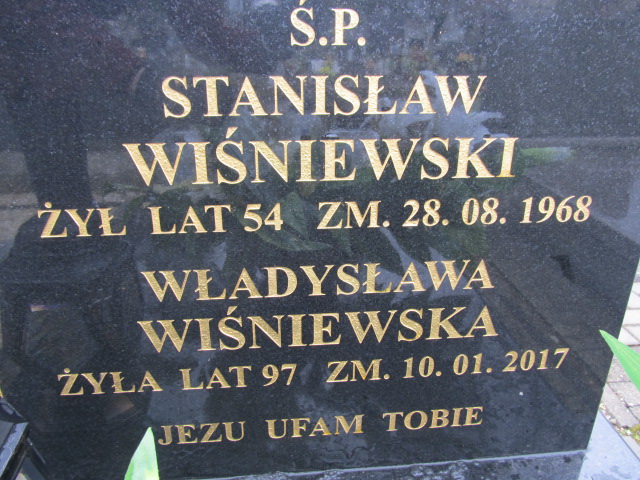 Ś.P.
STANISŁAW
WIŚNIEWSKI
ŻYŁ LAT 54 ZM. 28. 08. 1968
WŁADYSŁAWA
WIŚNIEWSKA
ŻYŁA LAT 97 ZM. 10. 01. 2017
JEZU UFAM TOBIE